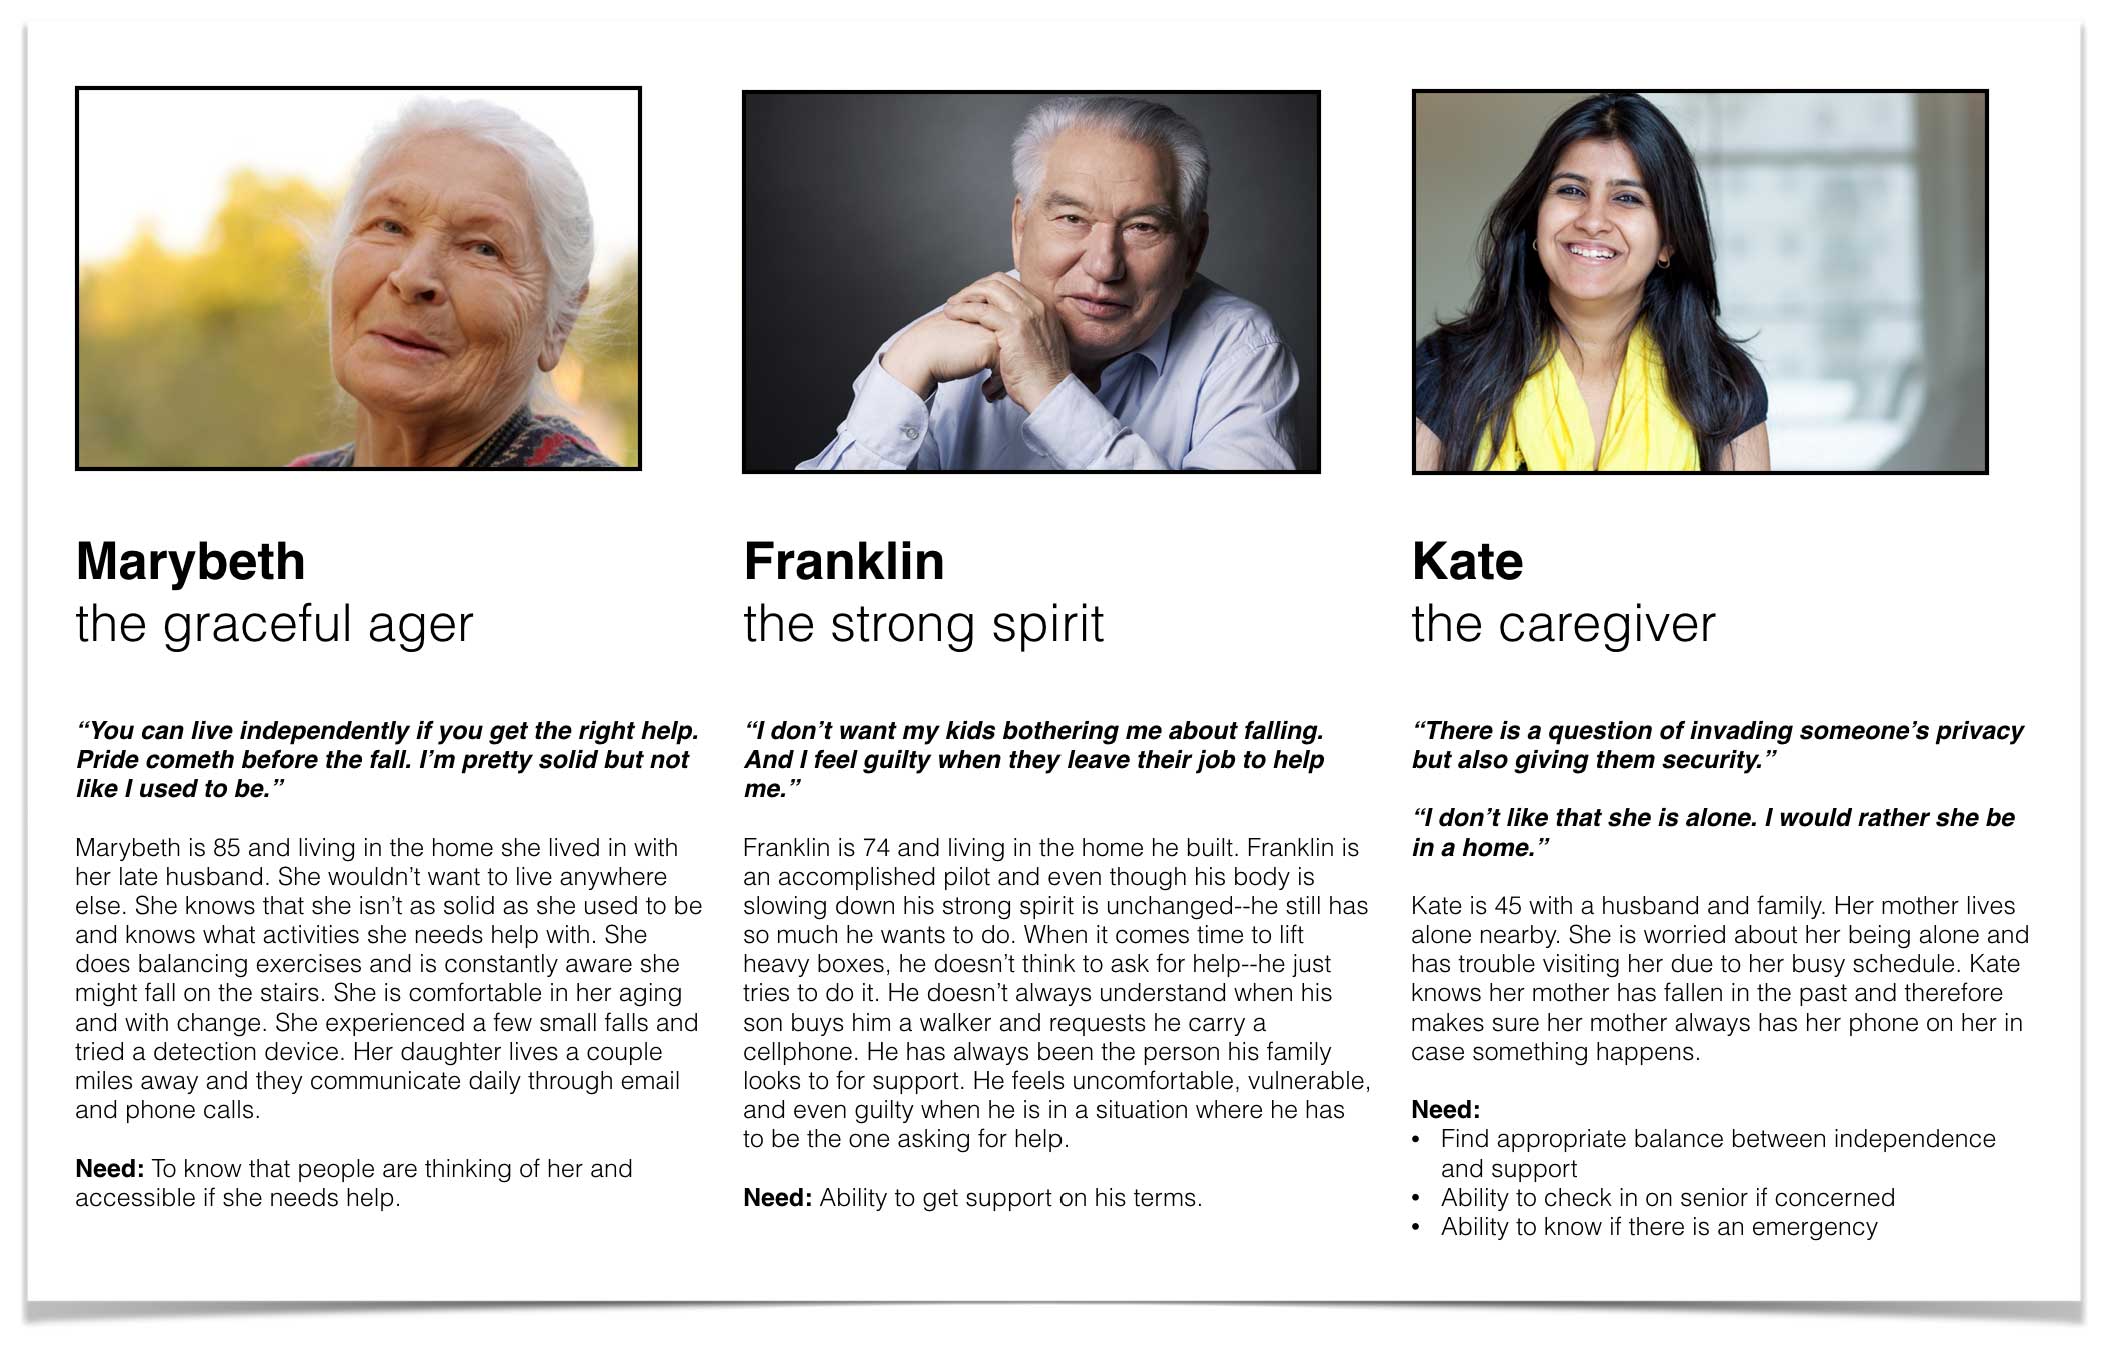 Marybeth
the graceful ager
“You can live independently if you get the right help.
Pride cometh before the fall. I’m pretty solid but not
like I used to be.”
Marybeth is 85 and living in the home she lived in with
her late husband. She wouldn’t want to live anywhere
else. She knows that she isn’t as solid as she used to be
and knows what activities she needs help with. She
does balancing exercises and is constantly aware she
might fall on the stairs. She is comfortable in her aging
and with change. She experienced a few small falls and
tried a detection device. Her daughter lives a couple
miles away and they communicate daily through email
and phone calls.
Need: To know that people are thinking of her and
accessible if she needs help.
Franklin
the strong spirit
“I don’t want my kids bothering me about falling.
And I feel guilty when they leave their job to help
me.”
Franklin is 74 and living in the home he built. Franklin is
an accomplished pilot and even though his body is
slowing down his strong spirit is unchanged--he still has
so much he wants to do. When it comes time to lift
heavy boxes, he doesn’t think to ask for help--he just
tries to do it. He doesn’t always understand when his
son buys him a walker and requests he carry a
cellphone. He has always been the person his family
looks to for support. He feels uncomfortable, vulnerable,
and even guilty when he is in a situation where he has
to be the one asking for help.
Need: Ability to get support on his terms.
Kate
the caregiver
“There is a question of invading someone’s privacy
but also giving them security.”
“I don’t like that she is alone. I would rather she be
in a home.”
Kate is 45 with a husband and family. Her mother lives
alone nearby. She is worried about her being alone and
has trouble visiting her due to her busy schedule. Kate
knows her mother has fallen in the past and therefore
makes sure her mother always has her phone on her in
case something happens.
Need:
• Find appropriate balance between independence
and support
• Ability to check in on senior if concerned
• Ability to know if there is an emergency